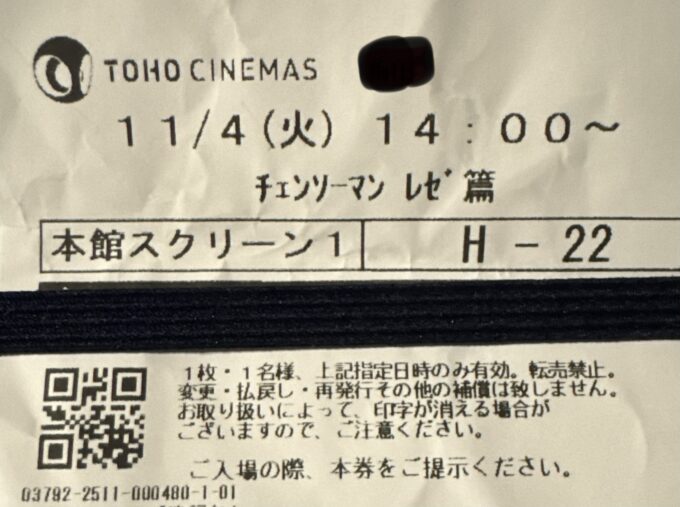 TOHO CINEMAS
11/4(火) 14:00~
チェンソーマン レゼ篇
本館スクリーン1 H-22
1枚・1名様、上記指定日時のみ有効。転売禁止。
変更・払戻し・再発行その他の補償は致しません。
お取り扱いによって、印字が消える場合が
ございますので、ご注意ください。
ご入場の際、本券をご提示ください。
03792-2511-000480-1-01